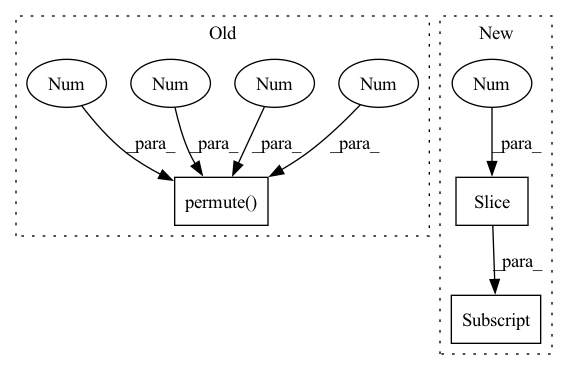 Old
New
Num Num Num Num Num
_para_ _para_ _para_ _para_ _para_
permute() Slice
_para_
Subscript